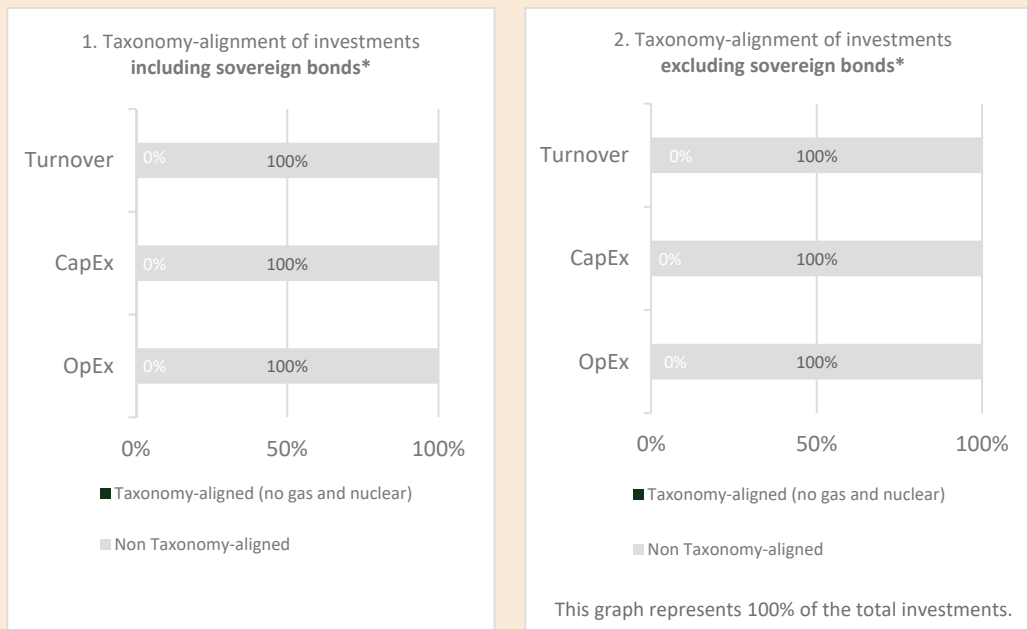 1. Taxonomy-alignment of investments
including sovereign bonds*
Turnover
0%
100%
CapEx
0%
100%
OpEx
0%
100%
0%
50%
100%
Taxonomy-aligned (no gas and nuclear)
Non Taxonomy-aligned
2. Taxonomy-alignment of investments
excluding sovereign bonds*
Turnover
0%
100%
CapEx
0%
100%
OpEx
0%
100%
0%
50%
100%
Taxonomy-aligned (no gas and nuclear)
Non Taxonomy-aligned
This graph represents 100% of the total investments.